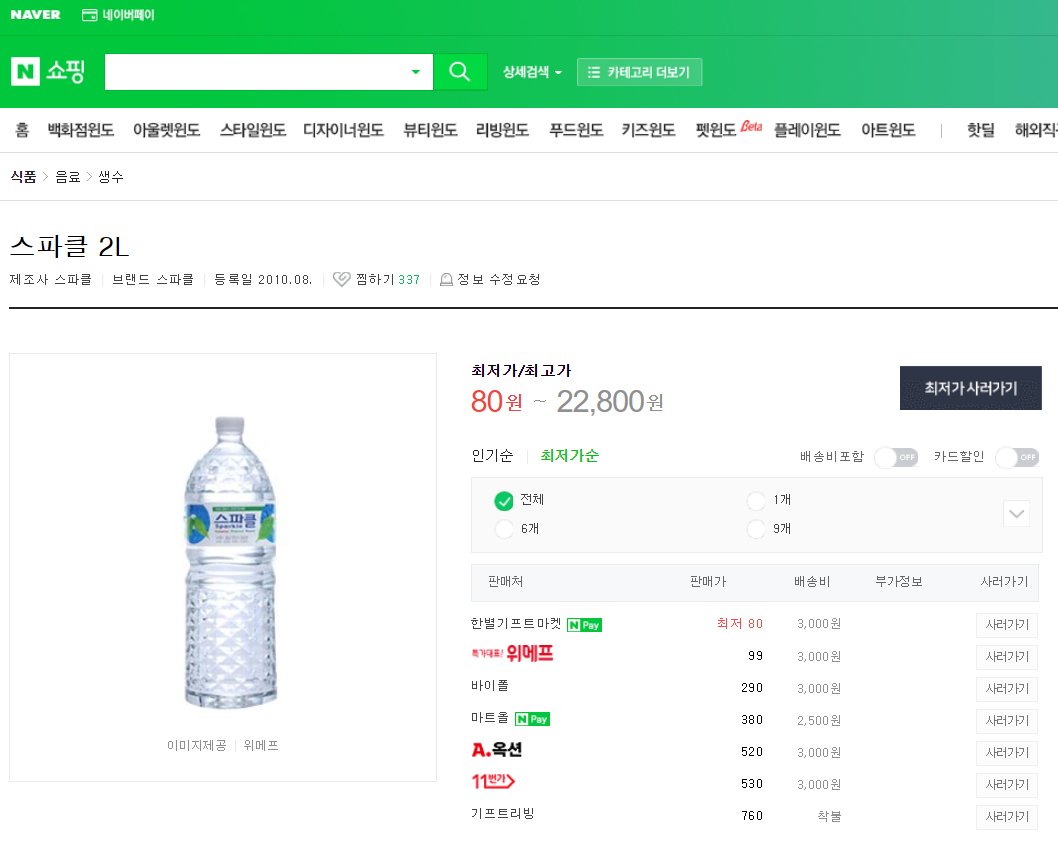 NAVER 네이버페이
N 쇼핑 상세검색 카테고리 더보기
홈 백화점윈도 아울렛윈도 스타일윈도 디자이너윈도 뷰티윈도 리빙윈도 푸드윈도 키즈윈도 펫윈도 Beta 플레이윈도 아트윈도 | 핫딜 해외직
식품 > 음료 > 생수
스파클 2L
제조사 스파클 | 브랜드 스파클 | 등록일 2010.08. | 찜하기 337 | 정보 수정요청
최저가/최고가
80원 ~ 22,800원
최저가 사러가기
인기순 | 최저가순 배송비포함 OFF 카드할인 OFF
전체 1개
6개 9개
스파클
Sparkle
이미지제공 | 위메프
판매처 판매가 배송비 부가정보 사러가기
한별기프트마켓 N Pay 최저 80 3,000원 사러가기
특가대표! 위메프 99 3,000원 사러가기
바이폴 290 3,000원 사러가기
마트홀 N Pay 380 2,500원 사러가기
A.옥션 520 3,000원 사러가기
11번가 530 3,000원 사러가기
기프트리빙 760 착불 사러가기